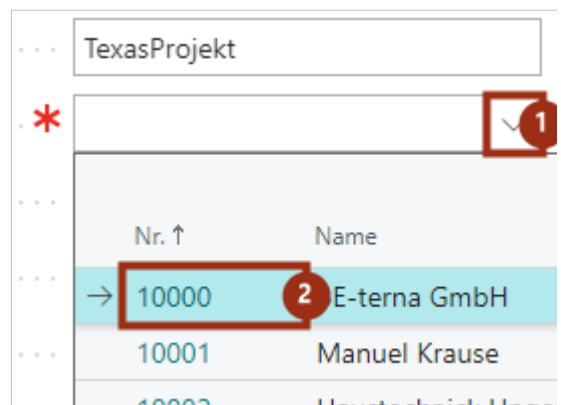 TexasProjekt
* 1
Nr. ↑ Name
→ 10000 2 E-terna GmbH
10001 Manuel Krause